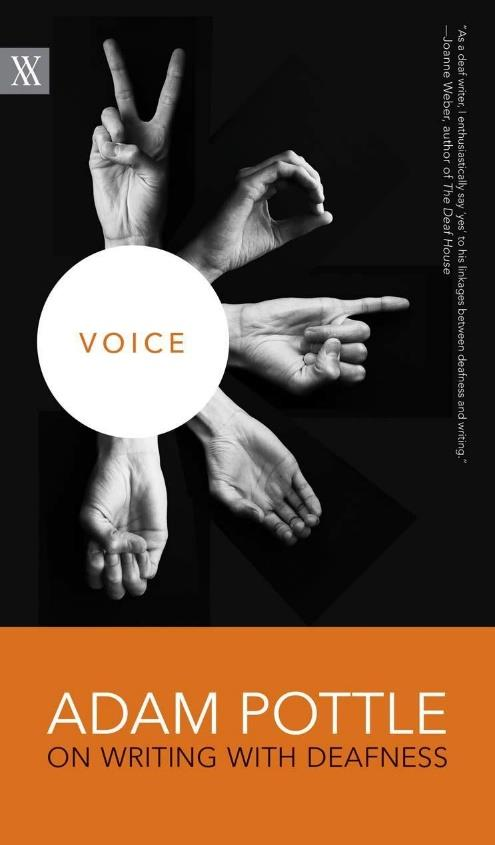 W
"As a deaf writer, I enthusiastically say 'yes' to his linkages between deafness and writing."
—Joanne Weber, author of The Deaf House
VOICE
ADAM POTTLE
ON WRITING WITH DEAFNESS